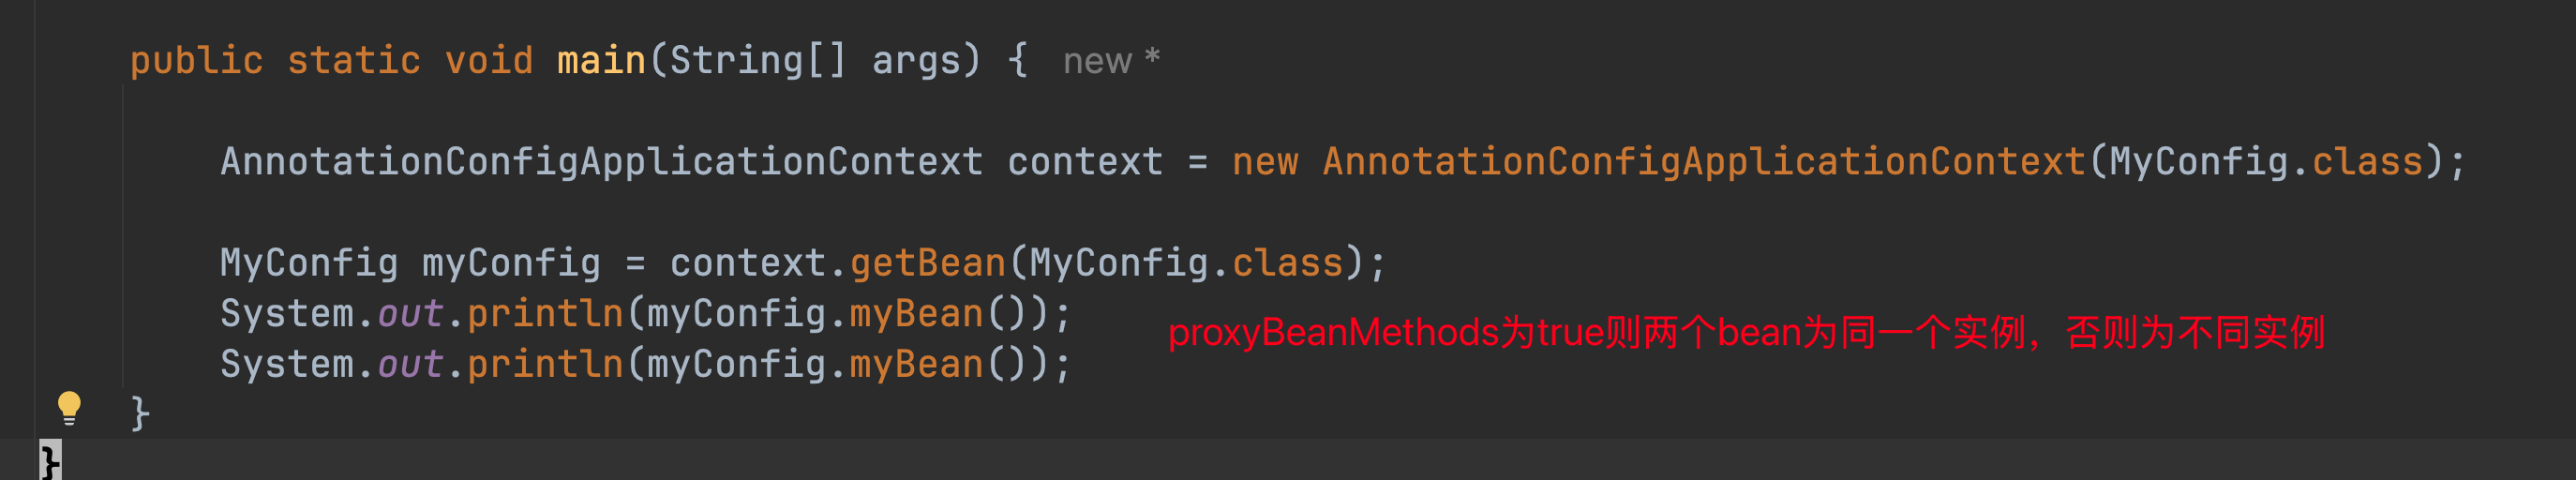 public static void main(String[] args) { new *
AnnotationConfigApplicationContext context = new AnnotationConfigApplicationContext(MyConfig.class);
MyConfig myConfig = context.getBean(MyConfig.class);
System.out.println(myConfig.myBean());
proxyBeanMethods为true则两个bean为同一个实例，否则为不同实例
System.out.println(myConfig.myBean());
}
}